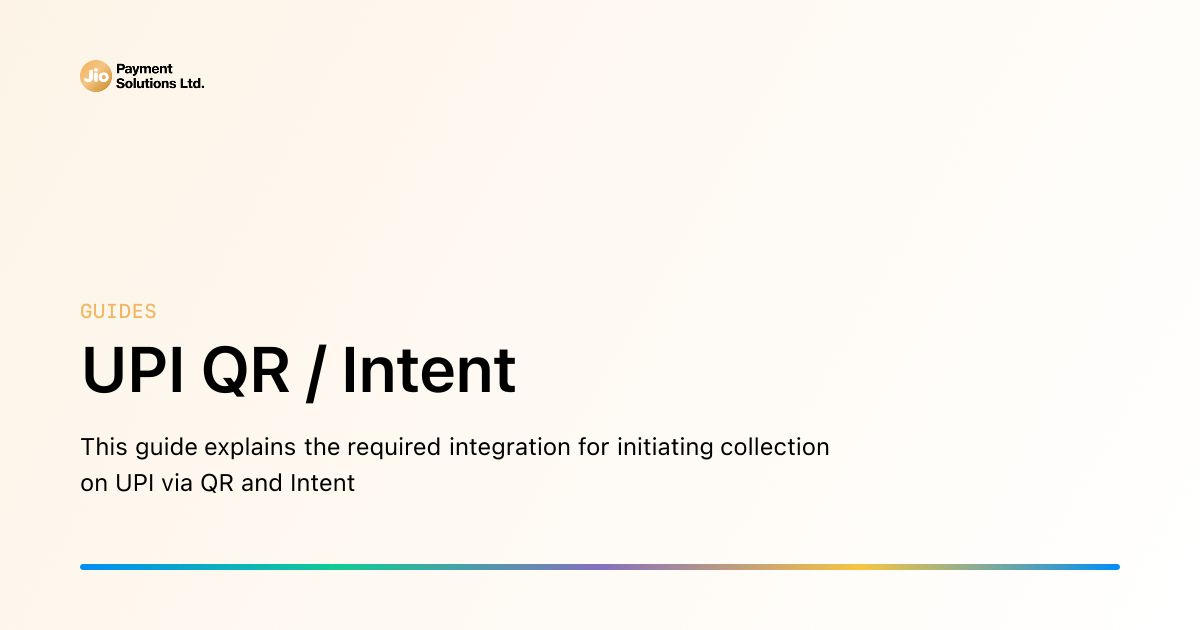 Jio Payment
Solutions Ltd.
GUIDES
UPI QR / Intent
This guide explains the required integration for initiating collection
on UPI via QR and Intent